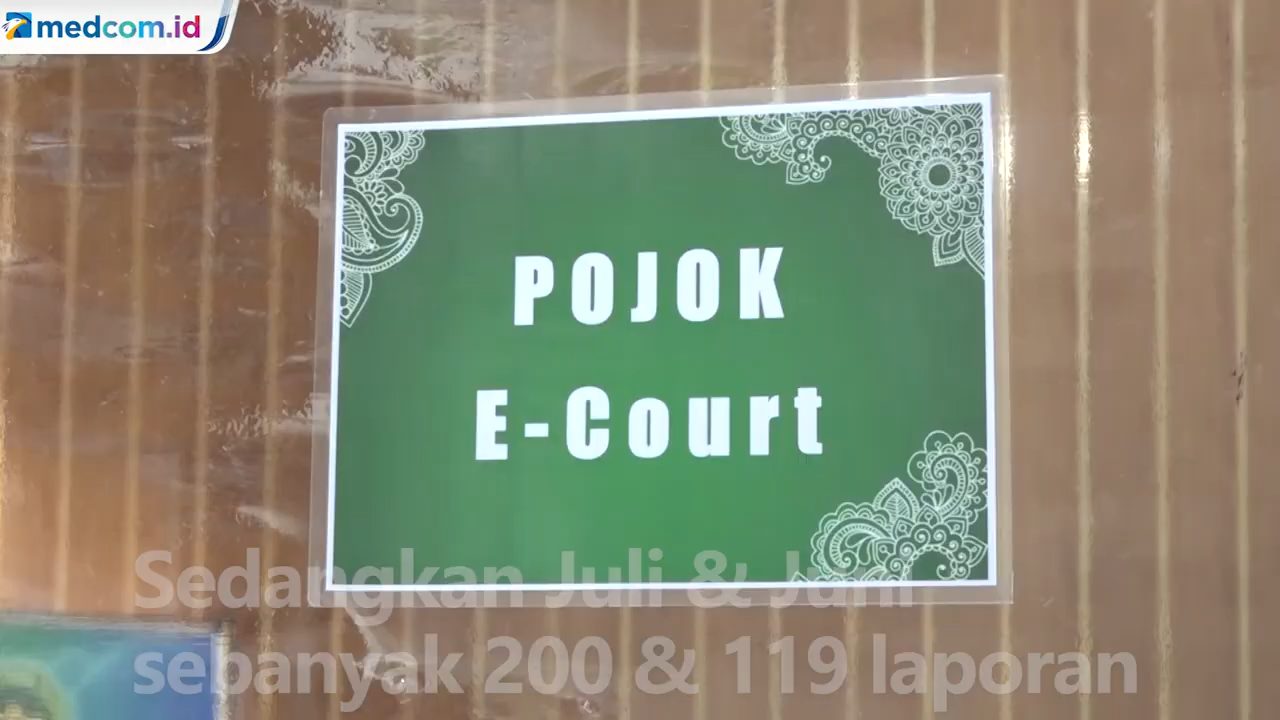 medcom.id
POJOK
E-Court
Sedangkan Juli & Juni
sebanyak 200 & 119 laporan